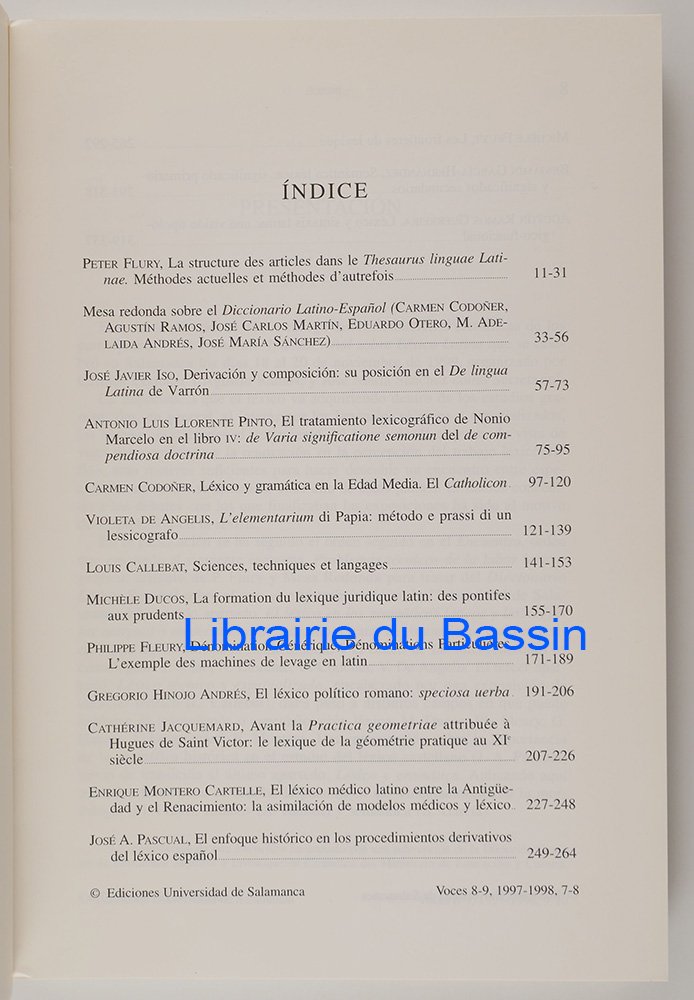 ÍNDICE
PETER FLURY, La structure des articles dans le Thesaurus linguae Lati-
nae. Méthodes actuelles et méthodes d'autrefois 11-31
Mesa redonda sobre el Diccionario Latino-Español (CARMEN CODOÑER,
AGUSTÍN RAMOS, JOSÉ CARLOS MARTÍN, EDUARDO OTERO, M. ADE-
LAIDA ANDRÉS, JOSÉ MARÍA SÁNCHEZ) 33-56
JOSÉ JAVIER ISO, Derivación y composición: su posición en el De lingua
Latina de Varrón 57-73
ANTONIO LUIS LLORENTE PINTO, El tratamiento lexicográfico de Nonio
Marcelo en el libro IV: de Varia significatione semonun del de com-
pendiosa doctrina 75-95
CARMEN CODOÑER, Léxico y gramática en la Edad Media. El Catholicon 97-120
VIOLETA DE ANGELIS, L'elementarium di Papia: método e prassi di un
lessicografo 121-139
LOUIS CALLEBAT, Sciences, techniques et langages 141-153
MICHÈLE DUCOS, La formation du lexique juridique latin: des pontifes
aux prudents 155-170
Librairie du Bassin
PHILIPPE FLEURY, Dénomination Générique, Dénominations Particulières
L'exemple des machines de levage en latin 171-189
GREGORIO HINOJO ANDRÉS, El léxico político romano: speciosa uerba 191-206
CATHÉRINE JACQUEMARD, Avant la Practica geometriae attribuée à
Hugues de Saint Victor: le lexique de la géométrie pratique au XIe
siècle 207-226
ENRIQUE MONTERO CARTELLE, El léxico médico latino entre la Antigüe-
dad y el Renacimiento: la asimilación de modelos médicos y léxico 227-248
JOSÉ A. PASCUAL, El enfoque histórico en los procedimientos derivativos
del léxico español 249-264
© Ediciones Universidad de Salamanca Voces 8-9, 1997-1998, 7-8